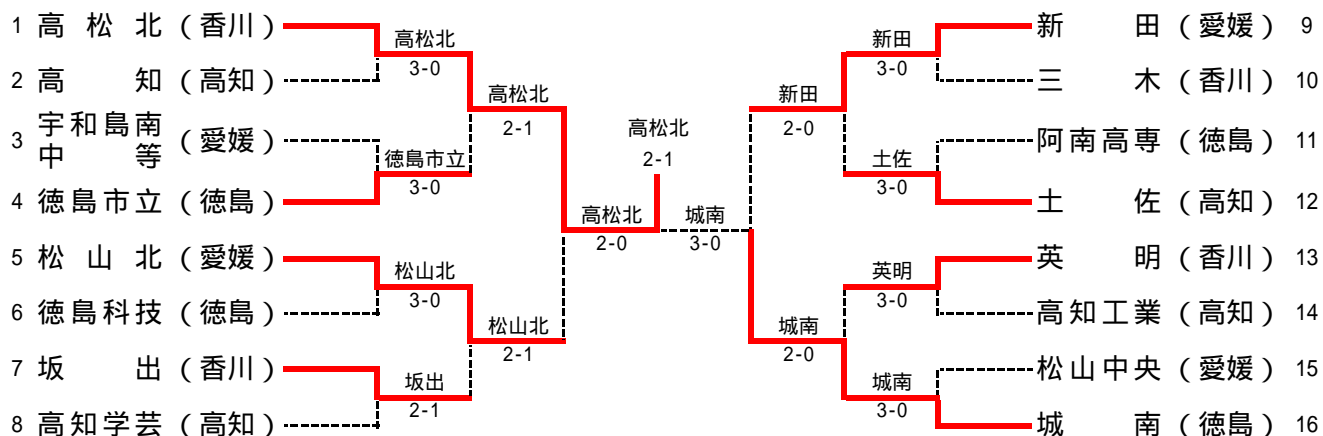 1 高松北 (香川)
2 高知 (高知)
3 宇和島南中等 (愛媛)
4 徳島市立 (徳島)
5 松山北 (愛媛)
6 徳島科技 (徳島)
7 坂出 (香川)
8 高知学芸 (高知)
高松北
3-0
徳島市立
3-0
松山北
3-0
坂出
2-1
高松北
2-1
松山北
2-1
高松北
2-0
高松北
2-1
城南
3-0
新田
2-0
城南
2-0
新田
3-0
土佐
3-0
英明
3-0
城南
3-0
新田 (愛媛) 9
三木 (香川) 10
阿南高専 (徳島) 11
土佐 (高知) 12
英明 (香川) 13
高知工業 (高知) 14
松山中央 (愛媛) 15
城南 (徳島) 16